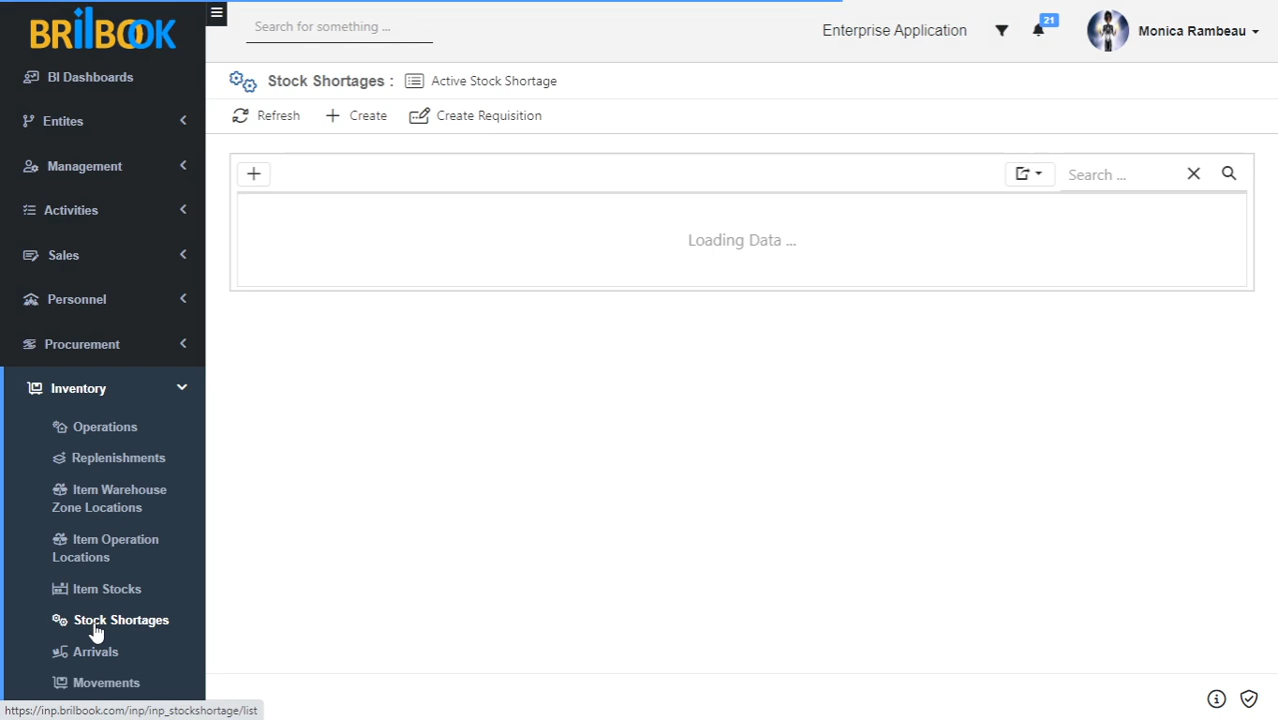 BRILBOOK
Search for something ...
Enterprise Application
21
Monica Rambeau
BI Dashboards
Entites
Management
Activities
Sales
Personnel
Procurement
Inventory
Operations
Replenishments
Item Warehouse
Zone Locations
Item Operation
Locations
Item Stocks
Stock Shortages
Arrivals
Movements
Stock Shortages :
Active Stock Shortage
Refresh
Create
Create Requisition
Search ...
Loading Data ...
https://inp.brilbook.com/inp/inp_stockshortage/list